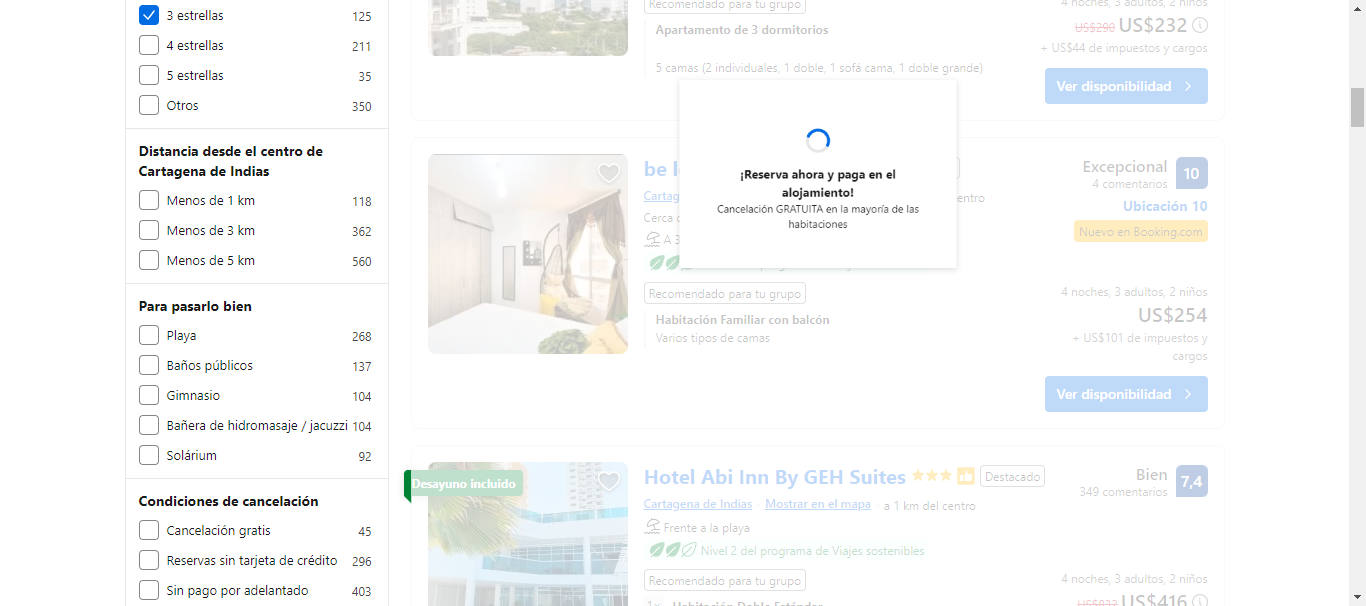 3 estrellas 125
4 estrellas 211
5 estrellas 35
Otros 350
Distancia desde el centro de
Cartagena de Indias
Menos de 1 km 118
Menos de 3 km 362
Menos de 5 km 560
Para pasarlo bien
Playa 268
Baños públicos 137
Gimnasio 104
Bañera de hidromasaje / jacuzzi 104
Solárium 92
Condiciones de cancelación
Cancelación gratis 45
Reservas sin tarjeta de crédito 296
Sin pago por adelantado 403
Recomendado para tu grupo
Apartamento de 3 dormitorios
5 camas (2 individuales, 1 doble, 1 sofá cama, 1 doble grande)
4 noches, 3 adultos, 2 niños
US$290 US$232
+ US$44 de impuestos y cargos
Ver disponibilidad
¡Reserva ahora y paga en el
alojamiento!
Cancelación GRATUITA en la mayoría de las
habitaciones
be
Cartag
Cerca
A 3
Recomendado para tu grupo
Habitación Familiar con balcón
Varios tipos de camas
Excepcional 10
4 comentarios
Ubicación 10
Nuevo en Booking.com
4 noches, 3 adultos, 2 niños
US$254
+ US$101 de impuestos y
cargos
Ver disponibilidad
Desayuno incluido
Hotel Abi Inn By GEH Suites Destacado
Cartagena de Indias Mostrar en el mapa a 1 km del centro
Frente a la playa
Nivel 2 del programa de Viajes sostenibles
Recomendado para tu grupo
1× Habitación Doble Estándar
Bien 7,4
349 comentarios
4 noches, 3 adultos, 2 niños
US$832 US$416